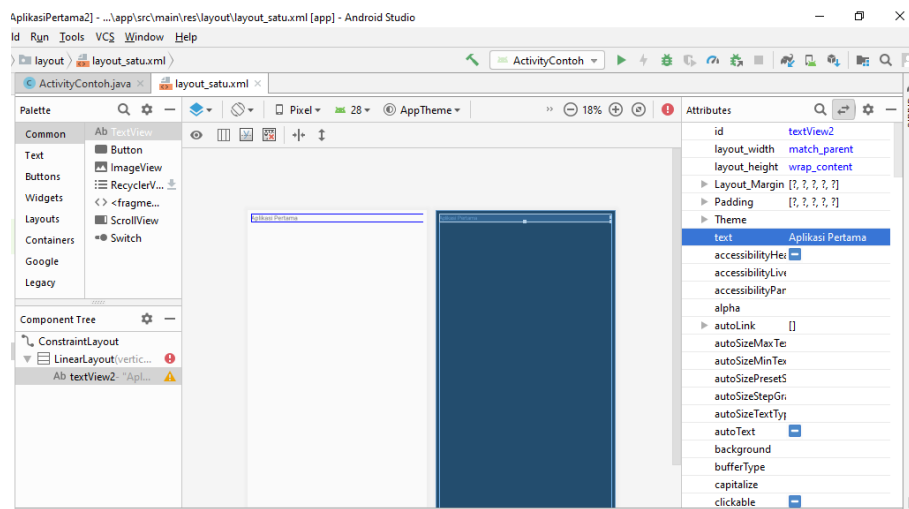 AplikasiPertama2] - ...\app\src\main\res\layout\layout_satu.xml [app] - Android Studio
ld Run Tools VCS Window Help
layout layout_satu.xml
ActivityContoh
ActivityContoh.java
layout_satu.xml
Palette
Pixel
28
AppTheme
»
18%
Attributes
Common
Text
Buttons
Widgets
Layouts
Containers
Google
Legacy
Ab TextView
Button
ImageView
RecyclerV...
<> <fragme...
ScrollView
Switch
Component Tree
ConstraintLayout
LinearLayout(vertic...
Ab textView2- "Apl...
Aplikasi Pertama
Aplikasi Pertama
id textView2
layout_width match_parent
layout_height wrap_content
Layout_Margin [?, ?, ?, ?, ?]
Padding [?, ?, ?, ?, ?]
Theme
text Aplikasi Pertama
accessibilityHea
accessibilityLive
accessibilityPar
alpha
autoLink []
autoSizeMaxTe
autoSizeMinTex
autoSizePresetS
autoSizeStepGra
autoSizeTextTyp
autoText
background
bufferType
capitalize
clickable